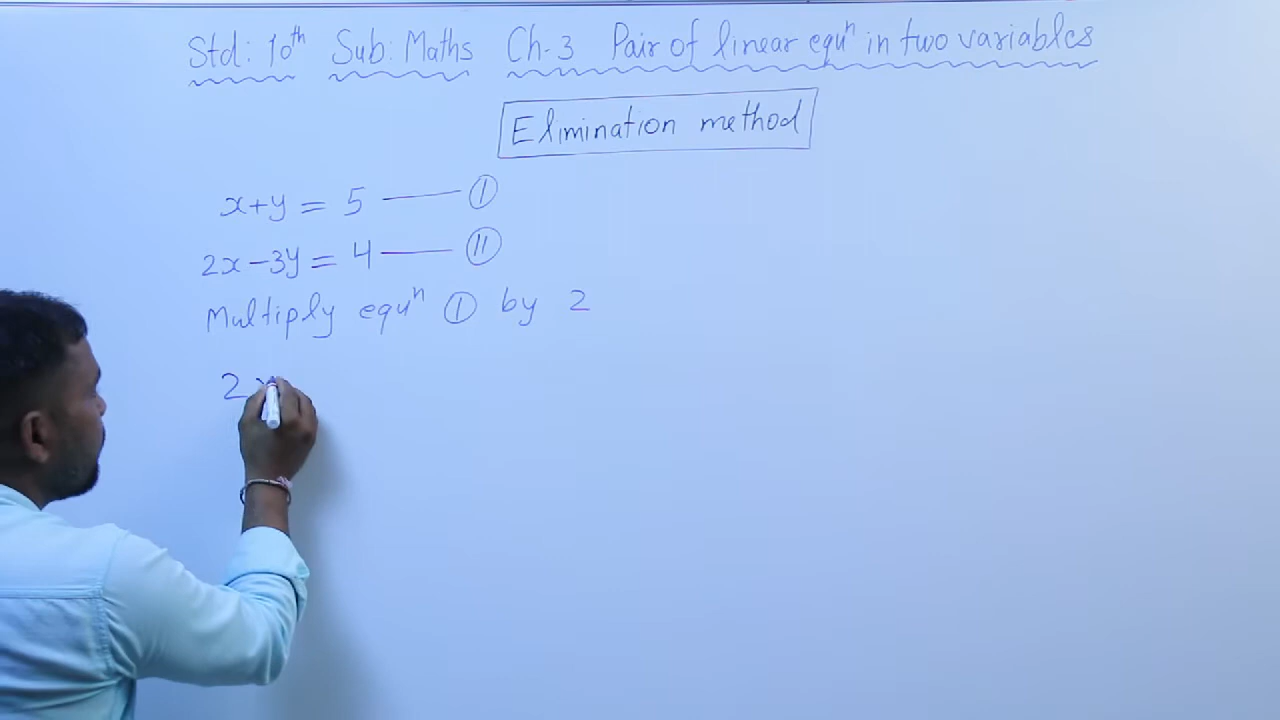 Std: 10th Sub: Maths Ch-3 Pair of linear equⁿ in two variables
Elimination method
x+y = 5 —— I
2x-3y = 4 —— II
Multiply equⁿ I by 2
2x